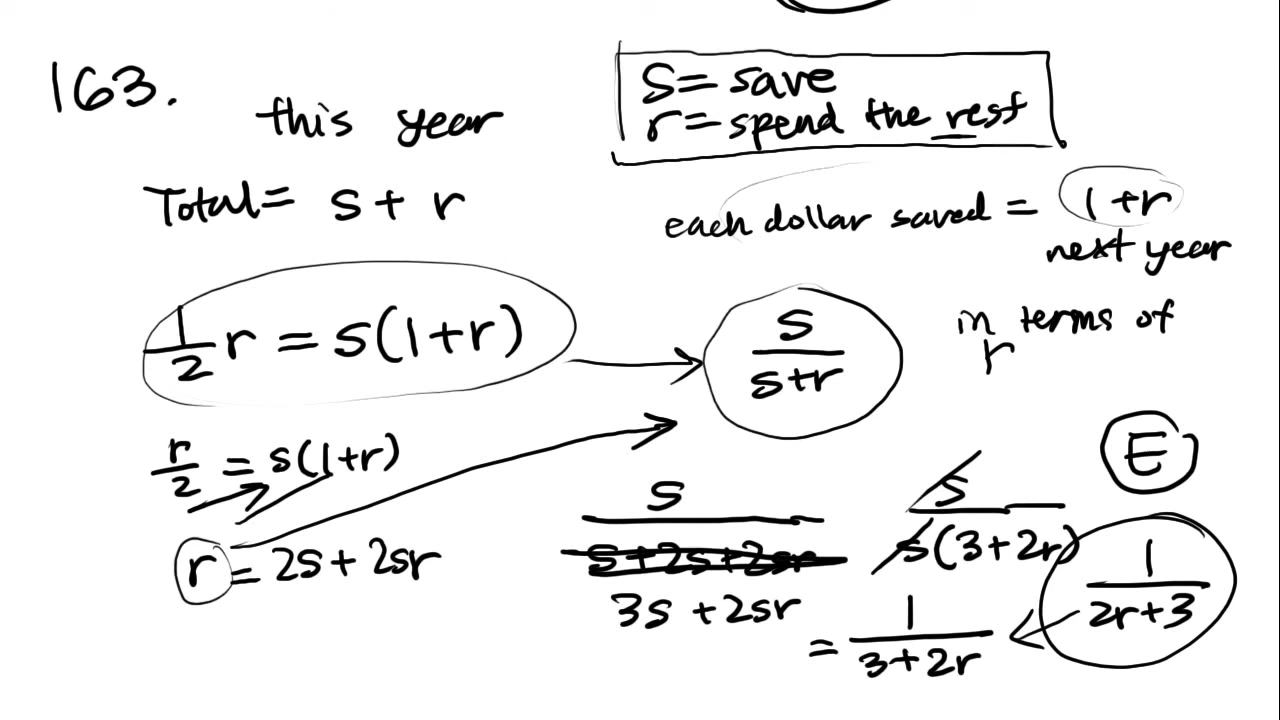 163.
this year
S = save
r = spend the rest
Total = s + r
each dollar saved = 1+r
next year
1/2 r = s(1+r)
s/(s+r)
in terms of
r
r/2 = s(1+r)
E
r = 2s + 2sr
s/(s+2s+2sr)
3s + 2sr
s/(s(3+2r))
= 1/(3+2r)
1/(2r+3)